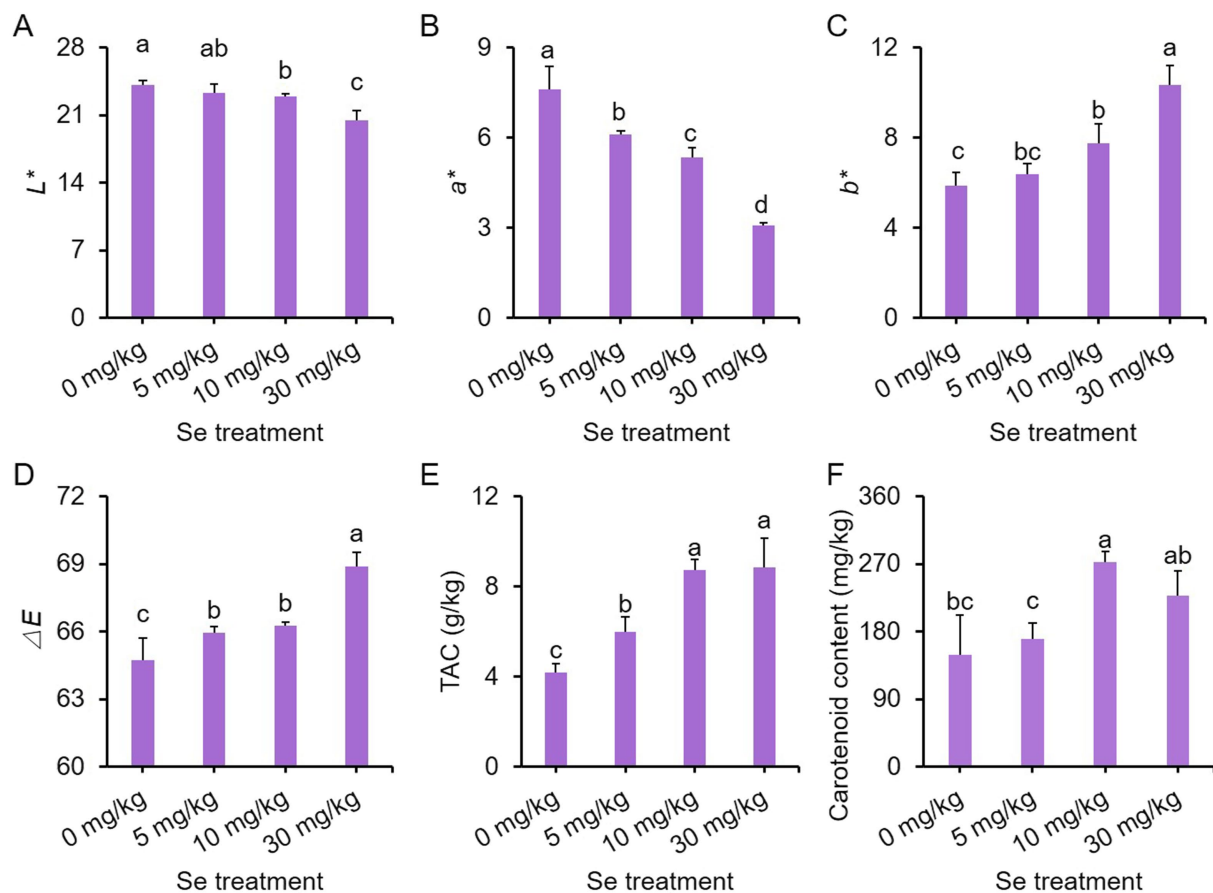 A
L*
28
21
14
7
0
a
ab
b
c
0 mg/kg
5 mg/kg
10 mg/kg
30 mg/kg
Se treatment
B
a*
9
6
3
0
a
b
c
d
0 mg/kg
5 mg/kg
10 mg/kg
30 mg/kg
Se treatment
C
b*
12
8
4
0
c
bc
b
a
0 mg/kg
5 mg/kg
10 mg/kg
30 mg/kg
Se treatment
D
△E
72
69
66
63
60
c
b
b
a
0 mg/kg
5 mg/kg
10 mg/kg
30 mg/kg
Se treatment
E
TAC (g/kg)
12
8
4
0
c
b
a
a
0 mg/kg
5 mg/kg
10 mg/kg
30 mg/kg
Se treatment
F
Carotenoid content (mg/kg)
360
270
180
90
0
bc
c
a
ab
0 mg/kg
5 mg/kg
10 mg/kg
30 mg/kg
Se treatment